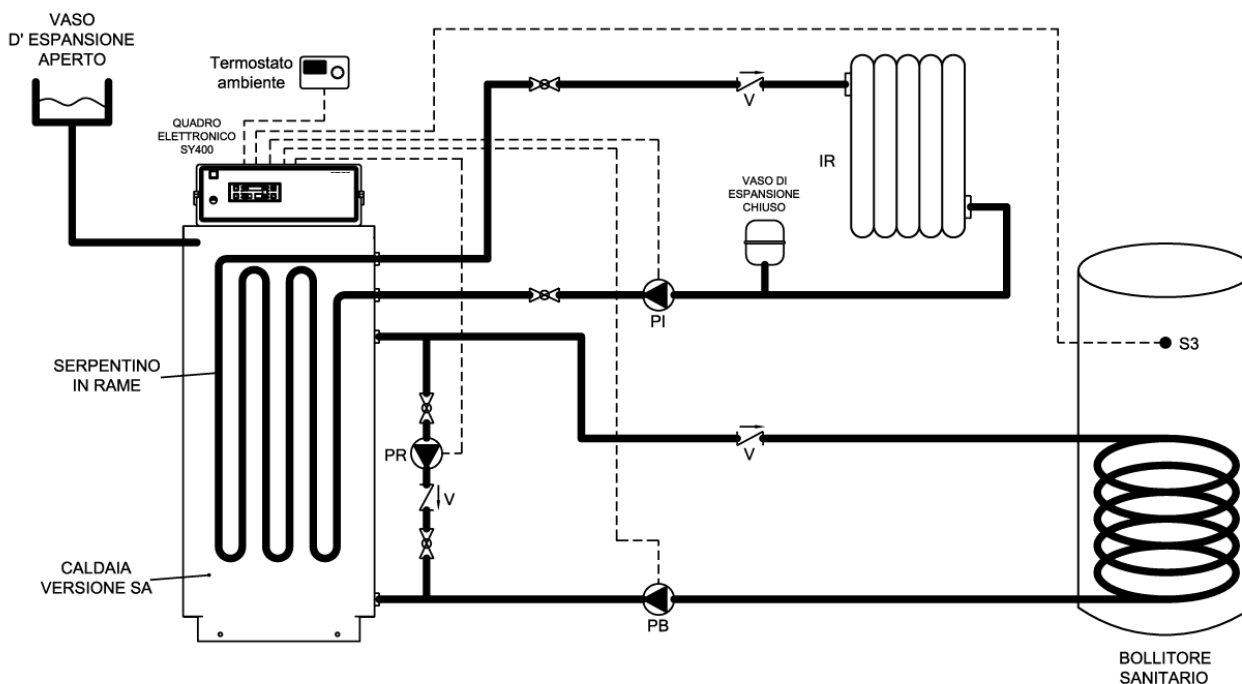 VASO
D' ESPANSIONE
APERTO
Termostato
ambiente
QUADRO
ELETTRONICO
SY400
V
IR
VASO DI
ESPANSIONE
CHIUSO
PI
S3
SERPENTINO
IN RAME
V
PR
V
CALDAIA
VERSIONE SA
PB
BOLLITORE
SANITARIO